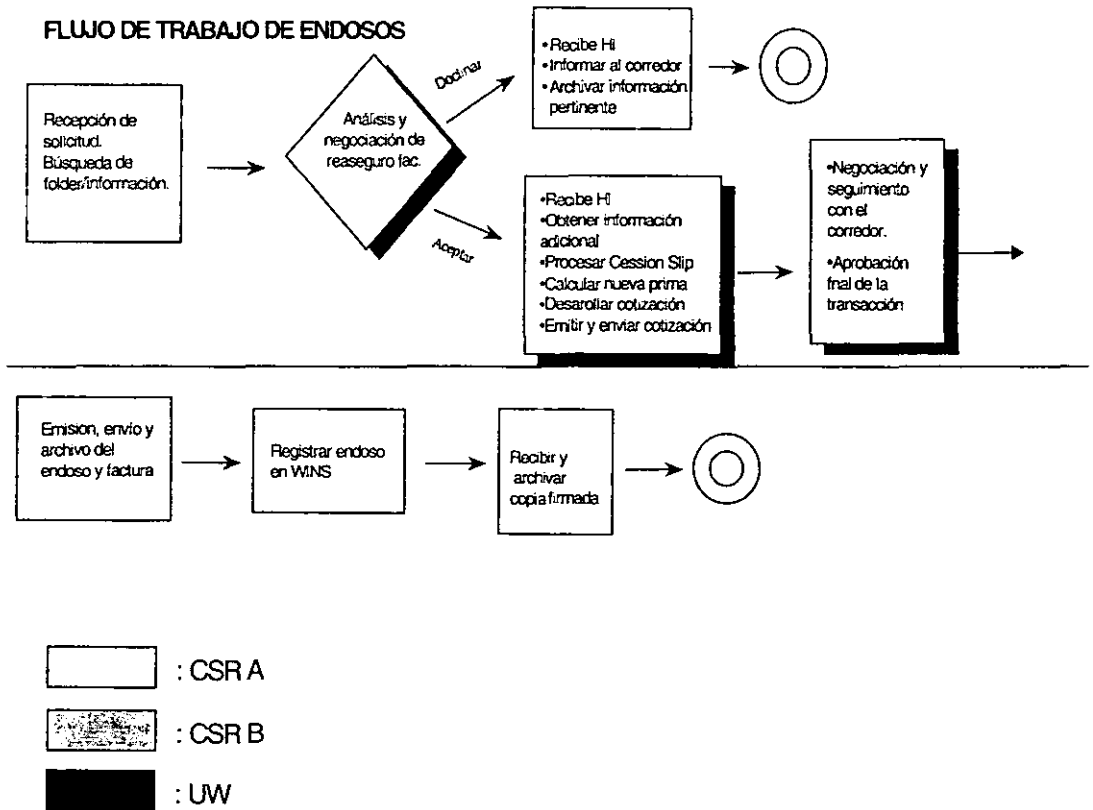 FLUJO DE TRABAJO DE ENDOSOS
Recepción de
solicitud.
Búsqueda de
folder/información.
Análisis y
negociación de
reaseguro fac.
Declinar
Aceptar
•Recibe HI
•Informar al corredor
•Archivar información
pertinente
•Recibe HI
•Obtener información
adicional
•Procesar Cession Slip
•Calcular nueva prima
•Desarollar cotización
•Emitir y enviar cotización
•Negociación y
seguimiento
con el
corredor.
•Aprobación
fnal de la
transacción
Emision, envío y
archivo del
endoso y factura
Registrar endoso
en WINS
Recibir y
archivar
copia firmada
: CSR A
: CSR B
: UW